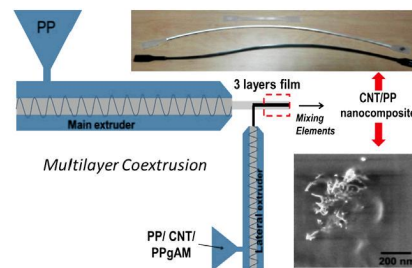 PP
Main extruder
3 layers film
Mixing
Elements
CNT/PP
nanocomposite
Multilayer Coextrusion
Lateral extruder
PP/ CNT/
PPgAM
200 nm